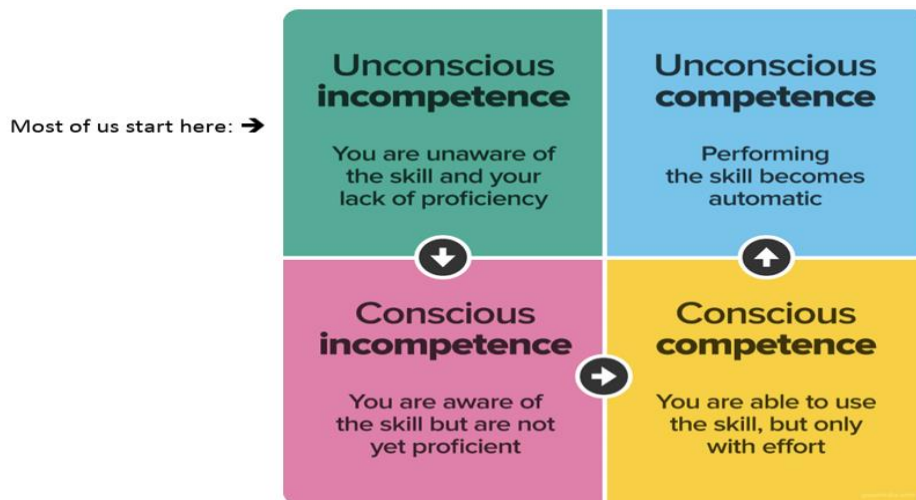 Most of us start here: ➔
Unconscious
incompetence
You are unaware of
the skill and your
lack of proficiency
Unconscious
competence
Performing
the skill becomes
automatic
Conscious
incompetence
You are aware of
the skill but are not
yet proficient
Conscious
competence
You are able to use
the skill, but only
with effort